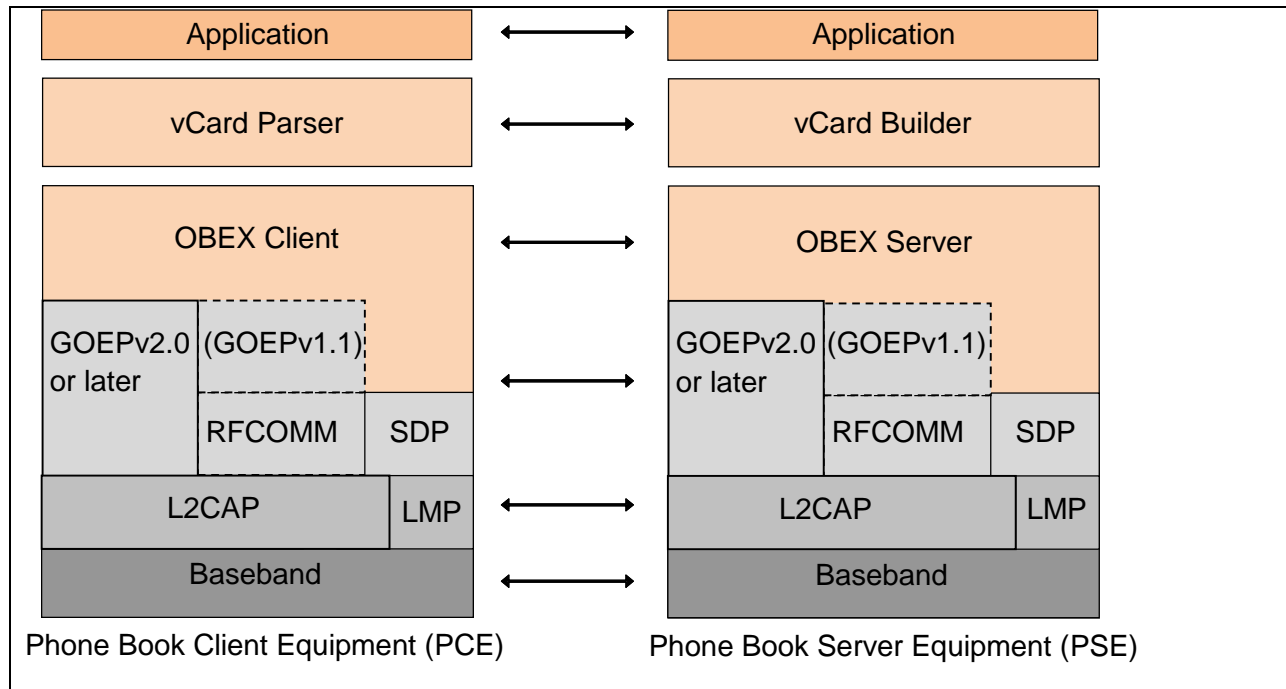 Application Application
vCard Parser vCard Builder
OBEX Client OBEX Server
GOEPv2.0 (GOEPv1.1) GOEPv2.0 (GOEPv1.1)
or later or later
RFCOMM SDP RFCOMM SDP
L2CAP LMP L2CAP LMP
Baseband Baseband
Phone Book Client Equipment (PCE) Phone Book Server Equipment (PSE)